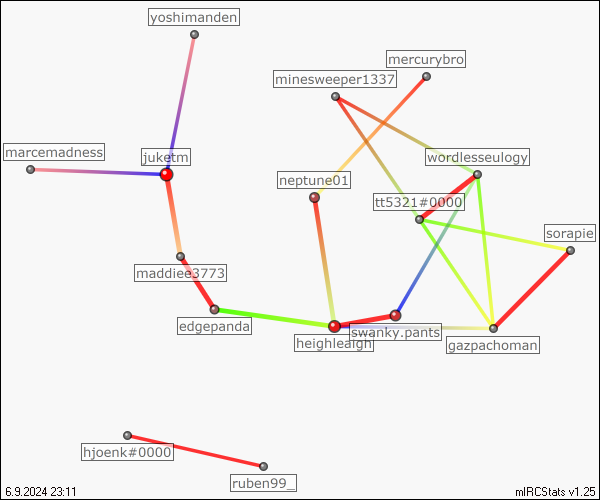 yoshimanden
mercurybro
minesweeper1337
marcemadness
juketm
wordlesseulogy
neptune01
tt5321#0000
sorapie
maddiee3773
edgepanda
swanky.pants
heighleaigh
gazpachoman
hjoenk#0000
ruben99_
6.9.2024 23:11
mIRCStats v1.25